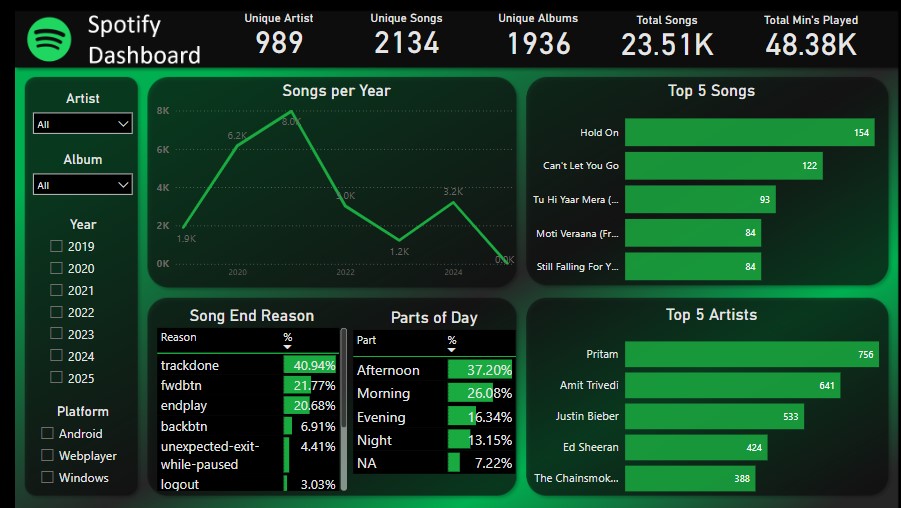 Spotify
Dashboard
Unique Artist
989
Unique Songs
2134
Unique Albums
1936
Total Songs
23.51K
Total Min's Played
48.38K
Artist
All
Album
All
Year
2019
2020
2021
2022
2023
2024
2025
Platform
Android
Webplayer
Windows
Songs per Year
8K
6K
4K
2K
0K
1.9K
6.2K
8.0K
3.0K
1.2K
3.2K
0.0K
2020
2022
2024
Top 5 Songs
Hold On 154
Can't Let You Go 122
Tu Hi Yaar Mera (... 93
Moti Veraana (Fr... 84
Still Falling For Y... 84
Song End Reason
Reason %
trackdone 40.94%
fwdbtn 21.77%
endplay 20.68%
backbtn 6.91%
unexpected-exit- 4.41%
while-paused
logout 3.03%
Parts of Day
Part %
Afternoon 37.20%
Morning 26.08%
Evening 16.34%
Night 13.15%
NA 7.22%
Top 5 Artists
Pritam 756
Amit Trivedi 641
Justin Bieber 533
Ed Sheeran 424
The Chainsmok... 388